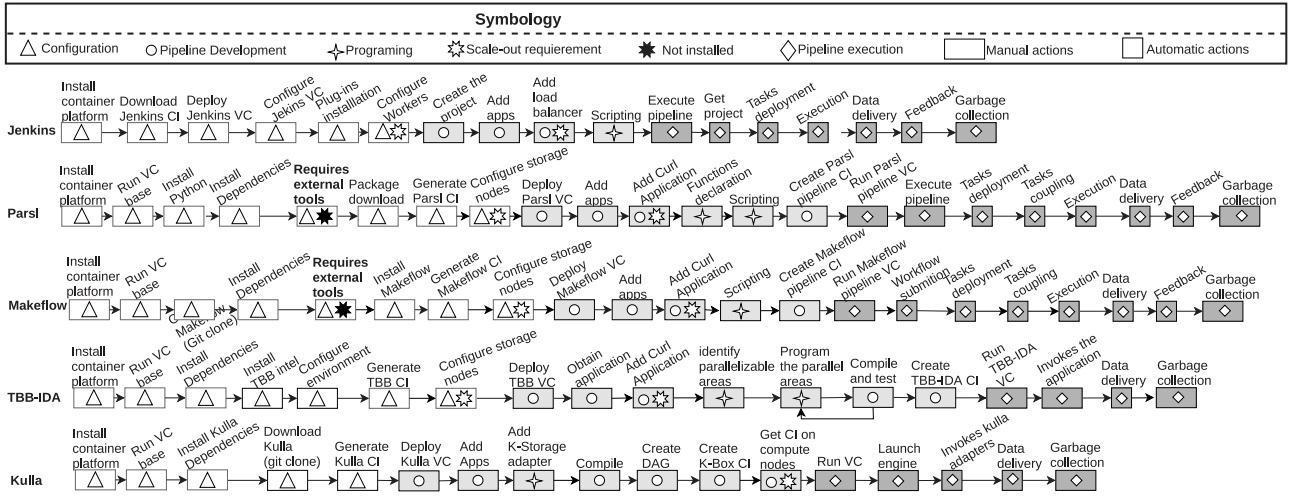 Symbology
Configuration
Pipeline Development
Programing
Scale-out requierement
Not installed
Pipeline execution
Manual actions
Automatic actions
Jenkins
Install
container
platform
Download
Jenkins CI
Deploy
Jenkins VC
Configure
Jekins VC
Plug-ins
installation
Configure
Workers
Create the
project
Add
apps
Add
load
balancer
Scripting
Execute
pipeline
Get
project
Tasks
deployment
Execution
Data
delivery
Feedback
Garbage
collection
Parsl
Install
container
platform
Run VC
base
Install
Python
Install
Dependencies
Requires
external
tools
Package
download
Generate
Parsl CI
Configure storage
nodes
Deploy
Parsl VC
Add
apps
Add Curl
Application
Functions
declaration
Scripting
Create Parsl
pipeline CI
Run Parsl
pipeline VC
Execute
pipeline
Tasks
deployment
Tasks
coupling
Execution
Data
delivery
Feedback
Garbage
collection
Makeflow
Install
container
platform
Run VC
base
Makeflow
(Git clone)
Install
Dependencies
Requires
external
tools
Install
Makeflow
Generate
Makeflow CI
Configure storage
nodes
Deploy
Makeflow VC
Add
apps
Add Curl
Application
Scripting
Create Makeflow
pipeline CI
Run Makeflow
pipeline VC
Workflow
submition
Tasks
deployment
Tasks
coupling
Execution
Data
delivery
Feedback
Garbage
collection
TBB-IDA
Install
container
platform
Run VC
base
Install
Dependencies
Install
TBB intel
Configure
environment
Generate
TBB CI
Configure storage
nodes
Deploy
TBB VC
Obtain
application
Add Curl
Application
identify
parallelizable
areas
Program
the parallel
areas
Compile
and test
Create
TBB-IDA CI
Run
TBB-IDA
VC
Invokes the
application
Data
delivery
Garbage
collection
Kulla
Install
container
platform
Run VC
base
Install Kulla
Dependencies
Download
Kulla
(git clone)
Generate
Kulla CI
Deploy
Kulla VC
Add
Apps
Add
K-Storage
adapter
Compile
Create
DAG
Create
K-Box CI
Get CI on
compute
nodes
Run VC
Launch
engine
Invokes kulla
adapters
Data
delivery
Garbage
collection